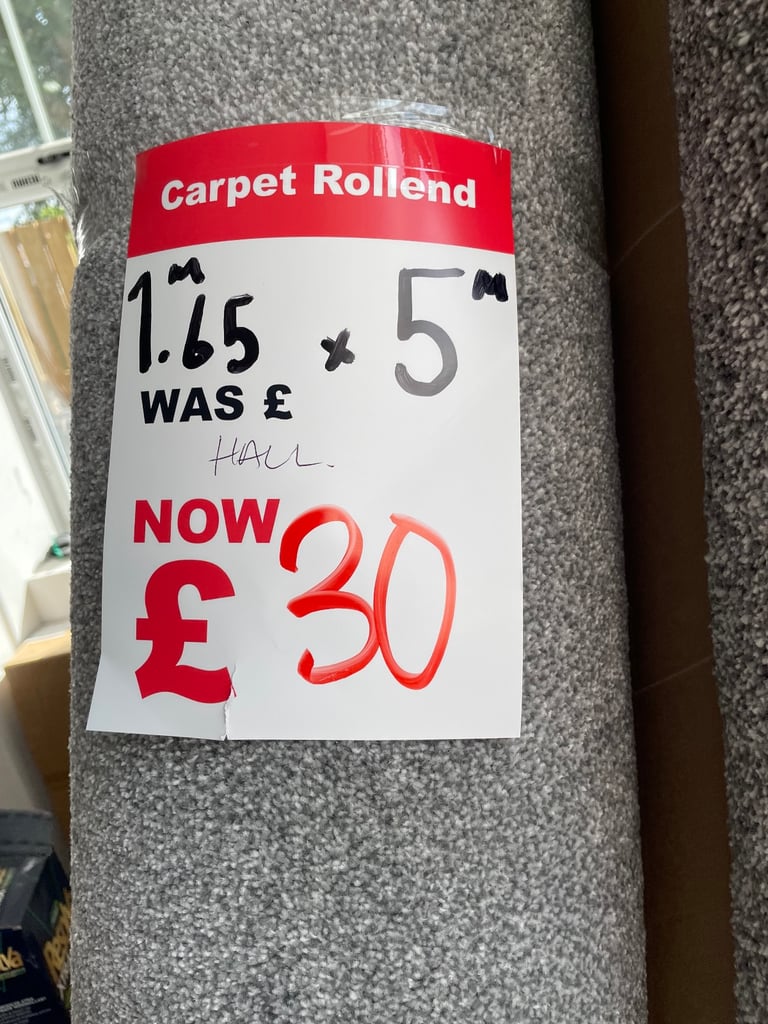 Carpet Rollend
1.65M x 5M
WAS £
HALL.
NOW
£30